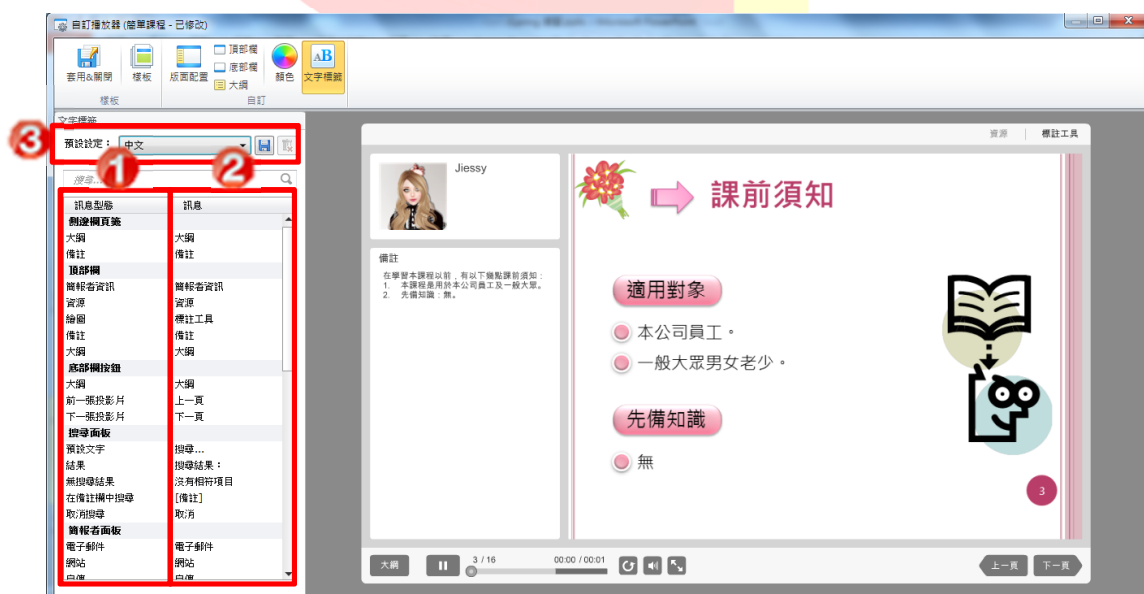 自訂播放器 (簡單課程 - 已修改)
套用&關閉
樣板
版面配置
頂部欄
底部欄
大綱
顏色
文字標籤
樣板
自訂
文字標籤
3
預設設定：
中文
1
2
搜尋...
訊息型態 訊息
側邊欄頁籤
大綱 大綱
備註 備註
頂部欄
簡報者資訊 簡報者資訊
資源 資源
繪圖 標註工具
備註 備註
大綱 大綱
底部欄按鈕
大綱 大綱
前一張投影片 上一頁
下一張投影片 下一頁
搜尋面板
預設文字 搜尋...
結果 搜尋結果：
無搜尋結果 沒有相符項目
在備註欄中搜尋 [備註]
取消搜尋 取消
簡報者面板
電子郵件 電子郵件
網站 網站
自傳 自傳
資源
標註工具
Jiessy
備註
在學習本課程以前，有以下幾點課前須知：
1. 本課程是用於本公司員工及一般大眾。
2. 先備知識：無。
課前須知
適用對象
本公司員工。
一般大眾男女老少。
先備知識
無
3
大綱
3 / 16
00:00 / 00:01
上一頁
下一頁